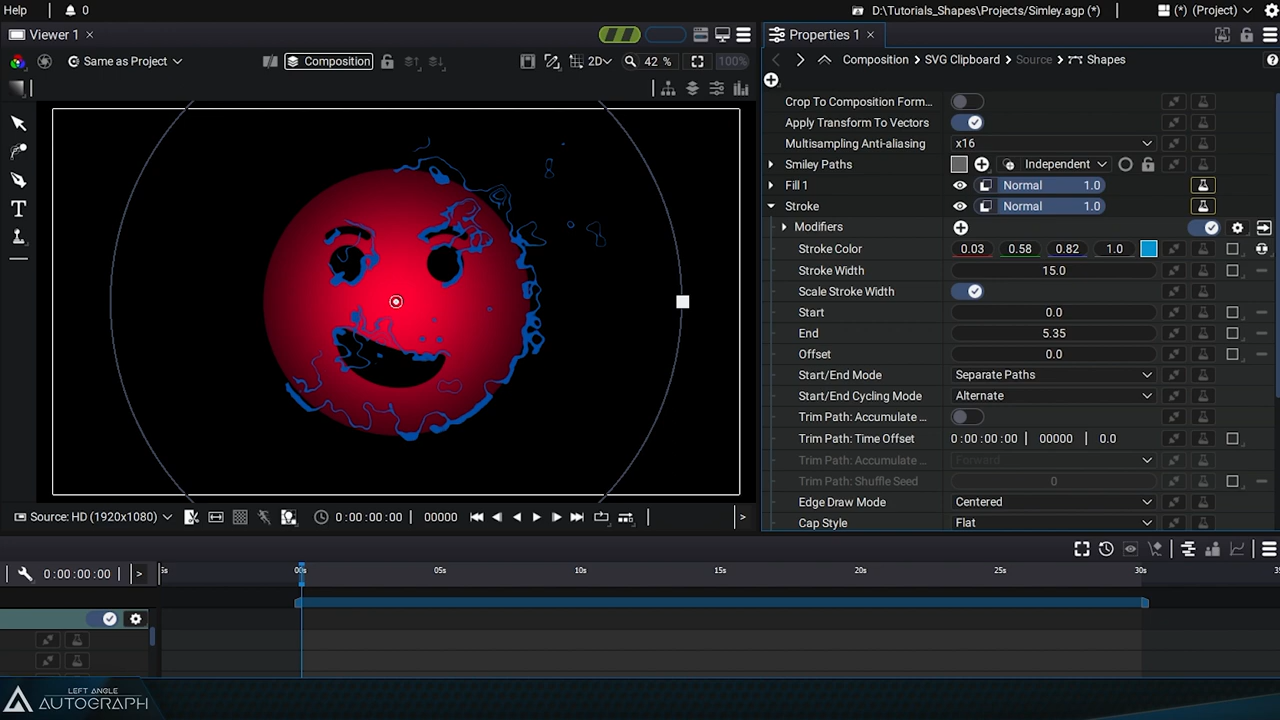 Help 0 D:\Tutorials_Shapes\Projects/Simley.agp (*) (*) (Project)
Viewer 1
Same as Project Composition 2D 42 % 100%
Source: HD (1920x1080) 0:00:00:00 00000 >
Properties 1
Composition SVG Clipboard Source Shapes
Crop To Composition Form...
Apply Transform To Vectors
Multisampling Anti-aliasing x16
Smiley Paths Independent
Fill 1 Normal 1.0
Stroke Normal 1.0
Modifiers
Stroke Color 0.03 0.58 0.82 1.0
Stroke Width 15.0
Scale Stroke Width
Start 0.0
End 5.35
Offset 0.0
Start/End Mode Separate Paths
Start/End Cycling Mode Alternate
Trim Path: Accumulate ...
Trim Path: Time Offset 0:00:00:00 00000 0.0
Trim Path: Accumulate ... Forward
Trim Path: Shuffle Seed 0
Edge Draw Mode Centered
Cap Style Flat
0:00:00:00 > 5s 00s 05s 10s 15s 20s 25s 30s 35
LEFT ANGLE
AUTOGRAPH